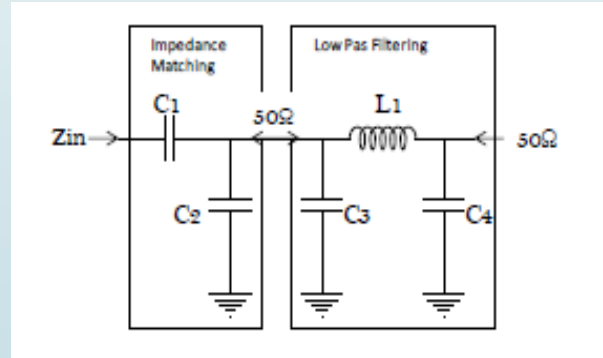 Impedance
Matching
Low Pas Filtering
C1
50Ω
L1
Zin
50Ω
C2
C3
C4